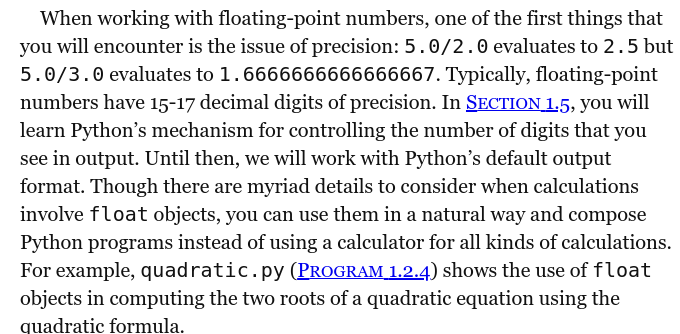 When working with floating-point numbers, one of the first things that
you will encounter is the issue of precision: 5.0/2.0 evaluates to 2.5 but
5.0/3.0 evaluates to 1.6666666666666667. Typically, floating-point
numbers have 15-17 decimal digits of precision. In SECTION 1.5, you will
learn Python’s mechanism for controlling the number of digits that you
see in output. Until then, we will work with Python’s default output
format. Though there are myriad details to consider when calculations
involve float objects, you can use them in a natural way and compose
Python programs instead of using a calculator for all kinds of calculations.
For example, quadratic.py (PROGRAM 1.2.4) shows the use of float
objects in computing the two roots of a quadratic equation using the
quadratic formula.